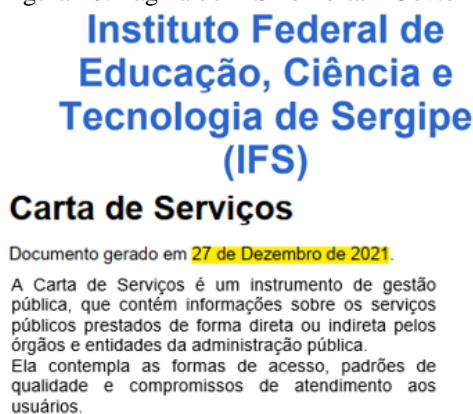 Instituto Federal de
Educação, Ciência e
Tecnologia de Sergipe
(IFS)
Carta de Serviços
Documento gerado em 27 de Dezembro de 2021.
A Carta de Serviços é um instrumento de gestão
pública, que contém informações sobre os serviços
públicos prestados de forma direta ou indireta pelos
órgãos e entidades da administração pública.
Ela contempla as formas de acesso, padrões de
qualidade e compromissos de atendimento aos
usuários.